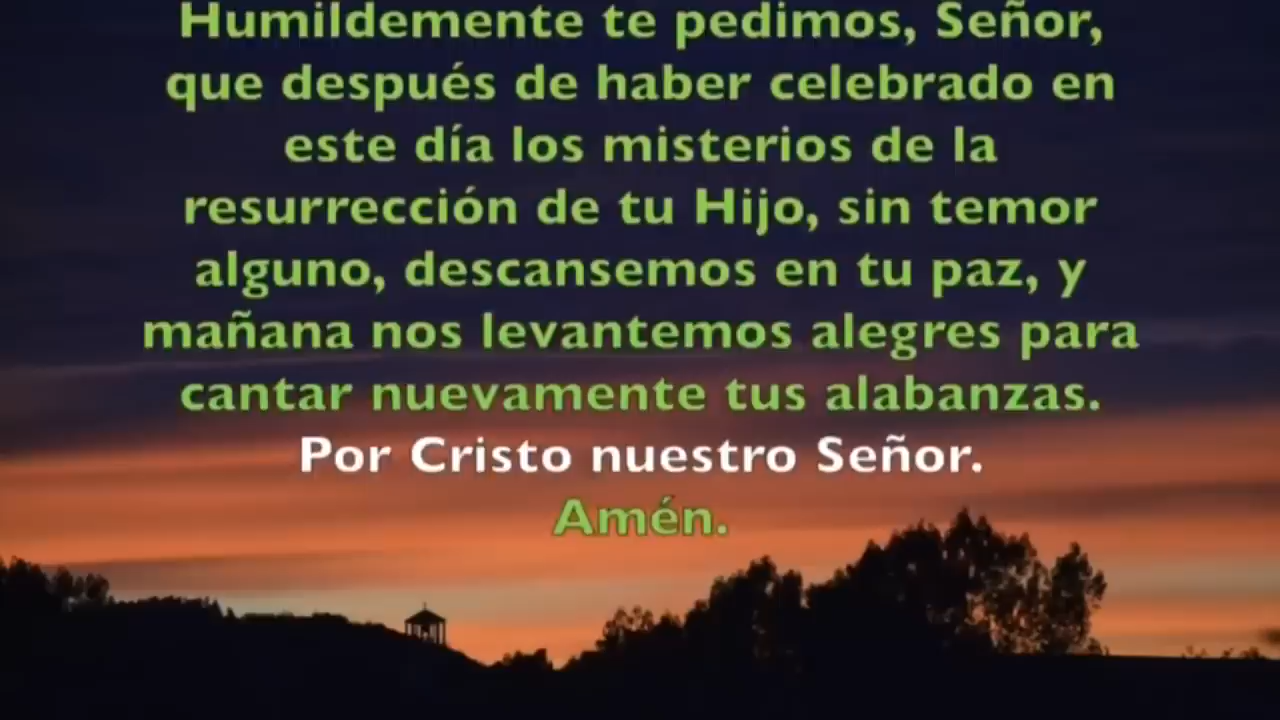 Humildemente te pedimos, Señor,
que después de haber celebrado en
este día los misterios de la
resurrección de tu Hijo, sin temor
alguno, descansemos en tu paz, y
mañana nos levantemos alegres para
cantar nuevamente tus alabanzas.
Por Cristo nuestro Señor.
Amén.